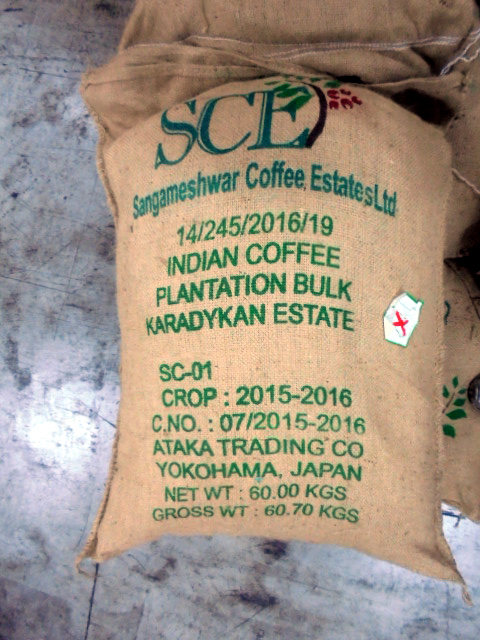 SCE
Sangameshwar Coffee Estates Ltd
14/245/2016/19
INDIAN COFFEE
PLANTATION BULK
KARADYKAN ESTATE
SC-01
CROP : 2015-2016
C.NO. : 07/2015-2016
ATAKA TRADING CO
YOKOHAMA, JAPAN
NET WT : 60.00 KGS
GROSS WT : 60.70 KGS